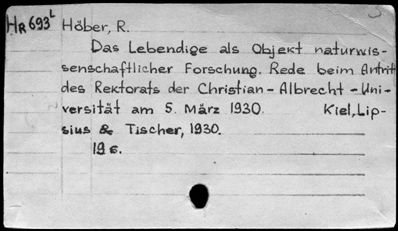 HR 693L Höber, R.
Das Lebendige als Objekt naturwis-
senschaftlicher Forschung. Rede beim Antritt
des Rektorats der Christian-Albrecht-Uni-
versität am 5. März 1930. Kiel, Lip-
sius & Tischer, 1930.
19 s.